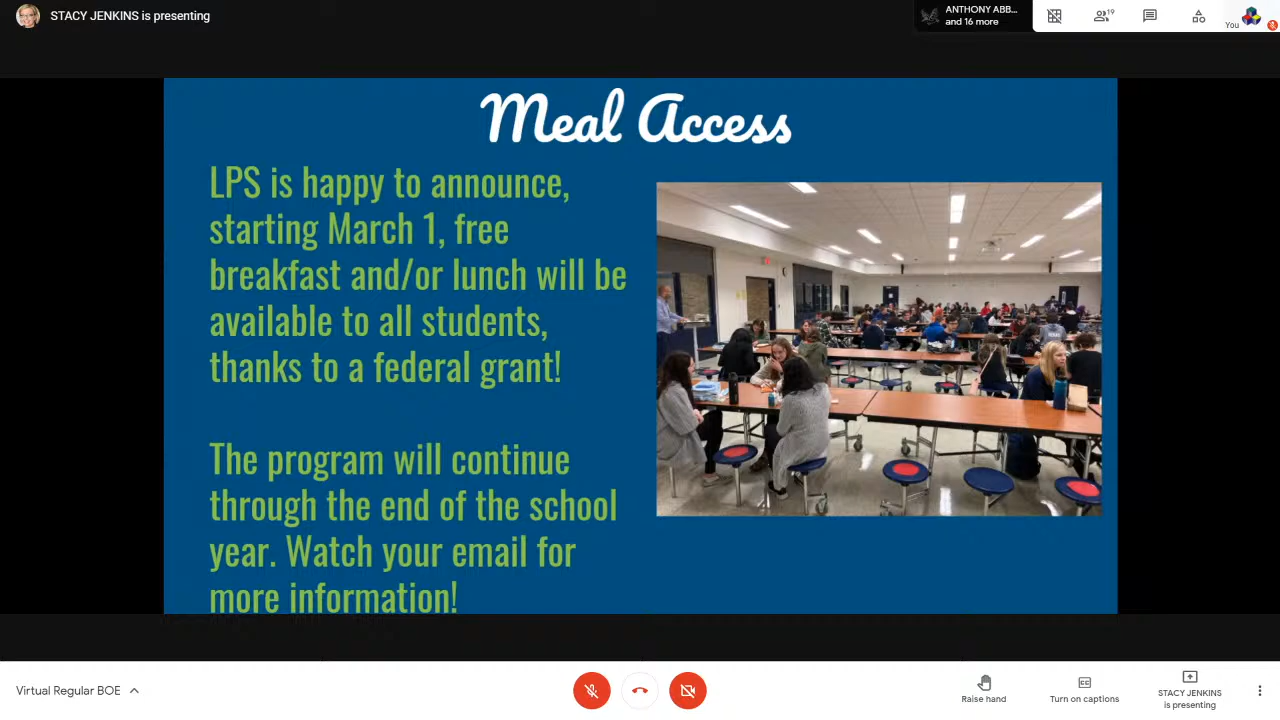 STACY JENKINS is presenting
ANTHONY ABB...
and 16 more
19
You
Meal Access
LPS is happy to announce,
starting March 1, free
breakfast and/or lunch will be
available to all students,
thanks to a federal grant!
The program will continue
through the end of the school
year. Watch your email for
more information!
Virtual Regular BOE
CC
Raise hand
Turn on captions
STACY JENKINS
is presenting